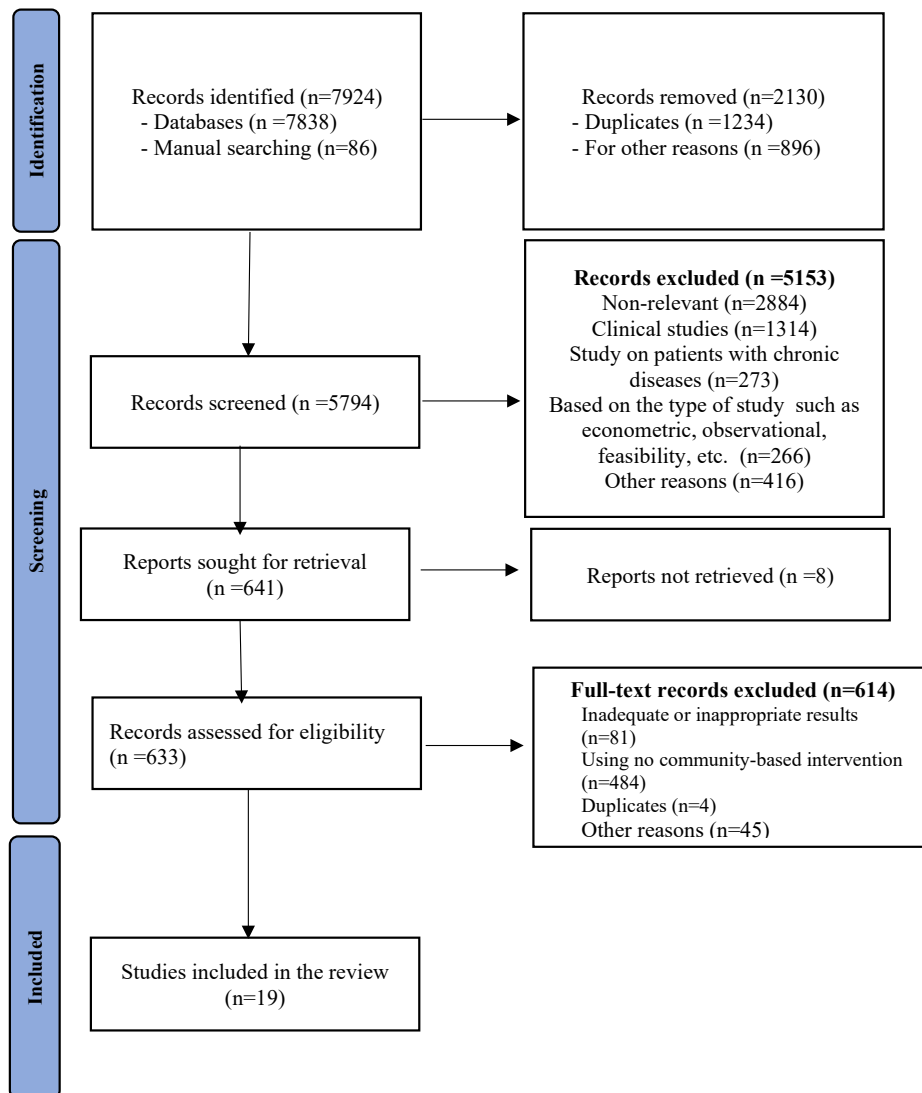 Identification
Records identified (n=7924)
- Databases (n =7838)
- Manual searching (n=86)
Records removed (n=2130)
- Duplicates (n =1234)
- For other reasons (n =896)
Screening
Records excluded (n =5153)
Non-relevant (n=2884)
Clinical studies (n=1314)
Study on patients with chronic
diseases (n=273)
Based on the type of study such as
econometric, observational,
feasibility, etc. (n=266)
Other reasons (n=416)
Records screened (n =5794)
Reports sought for retrieval
(n =641)
Reports not retrieved (n =8)
Records assessed for eligibility
(n =633)
Full-text records excluded (n=614)
Inadequate or inappropriate results
(n=81)
Using no community-based intervention
(n=484)
Duplicates (n=4)
Other reasons (n=45)
Included
Studies included in the review
(n=19)